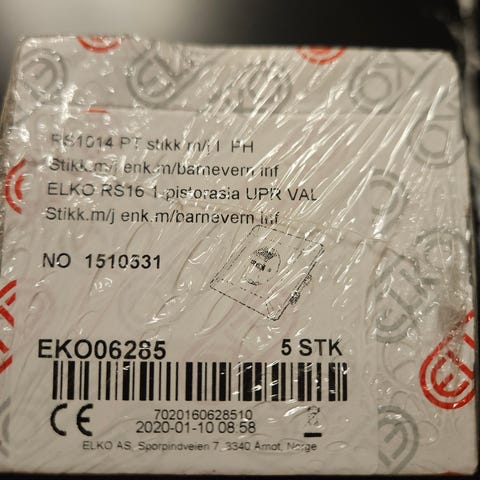 RS1014 PT stikk m/j I PH
Stikk.m/j enk.m/barnevern inf
ELKO RS16 1-pistorasia UPR VAL
Stikk.m/j enk.m/barnevern inf
NO 1510531
EKO06285 5 STK
CE 7020160628510
2020-01-10 08:58
ELKO AS, Sporpindveien 7, 3340 Åmot, Norge